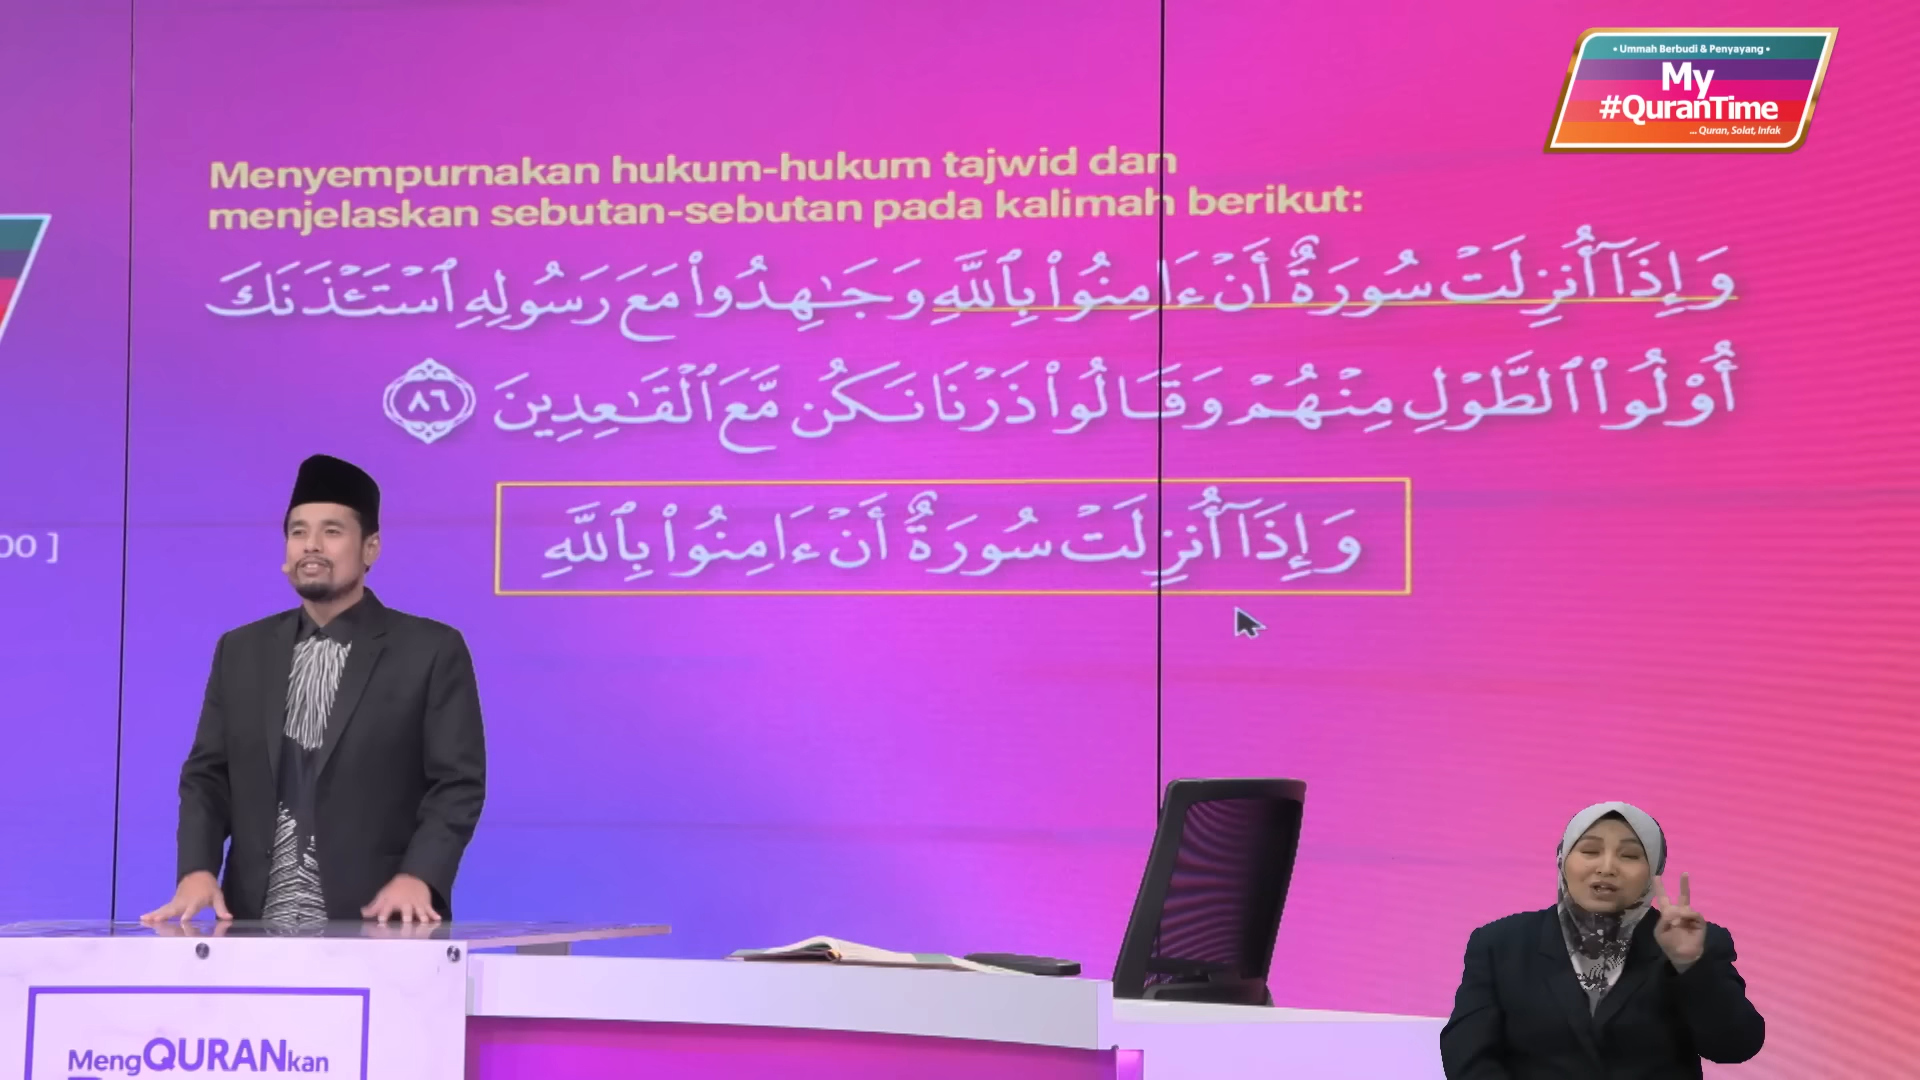 • Ummah Berbudi & Penyayang •
My
#QuranTime
... Quran, Solat, Infak
Menyempurnakan hukum-hukum tajwid dan
menjelaskan sebutan-sebutan pada kalimah berikut:
وَإِذَآ أُنزِلَتْ سُورَةٌ أَنْ ءَامِنُوا۟ بِٱللَّهِ وَجَـٰهِدُوا۟ مَعَ رَسُولِهِ ٱسْتَـْٔذَنَكَ
أُو۟لُوا۟ ٱلطَّوْلِ مِنْهُمْ وَقَالُوا۟ ذَرْنَا نَكُن مَّعَ ٱلْقَـٰعِدِينَ ٨٦
وَإِذَآ أُنزِلَتْ سُورَةٌ أَنْ ءَامِنُوا۟ بِٱللَّهِ
00 ]
MengQURANkan